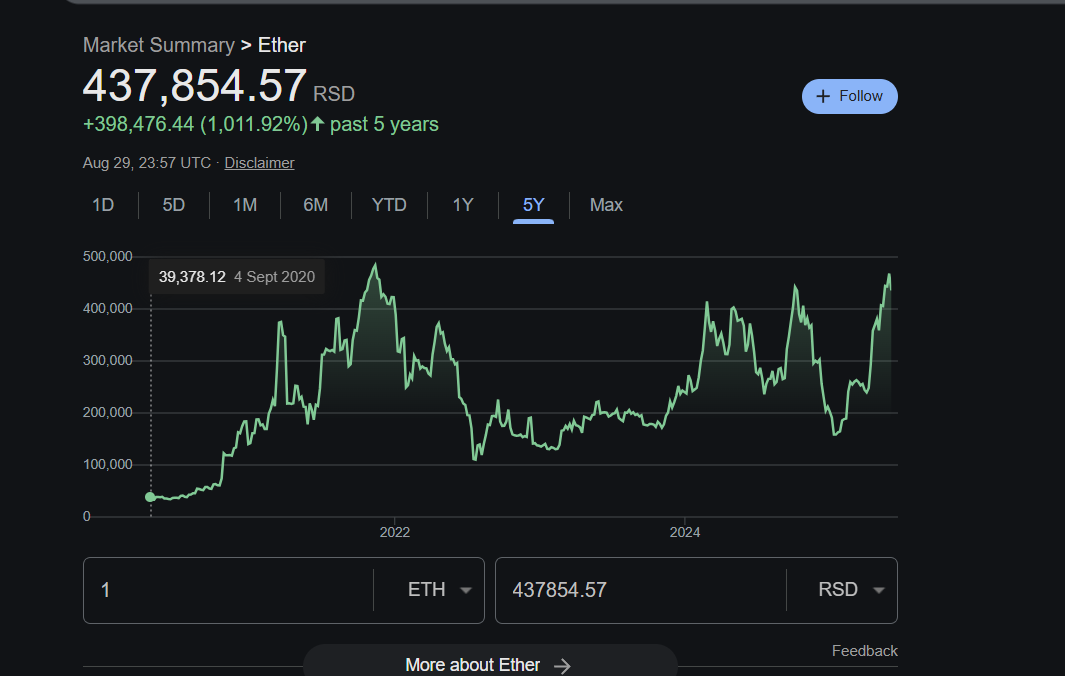 Market Summary > Ether
437,854.57 RSD
+ Follow
+398,476.44 (1,011.92%)↑ past 5 years
Aug 29, 23:57 UTC · Disclaimer
1D 5D 1M 6M YTD 1Y 5Y Max
500,000
39,378.12 4 Sept 2020
400,000
300,000
200,000
100,000
0
2022 2024
1 ETH 437854.57 RSD
Feedback
More about Ether →